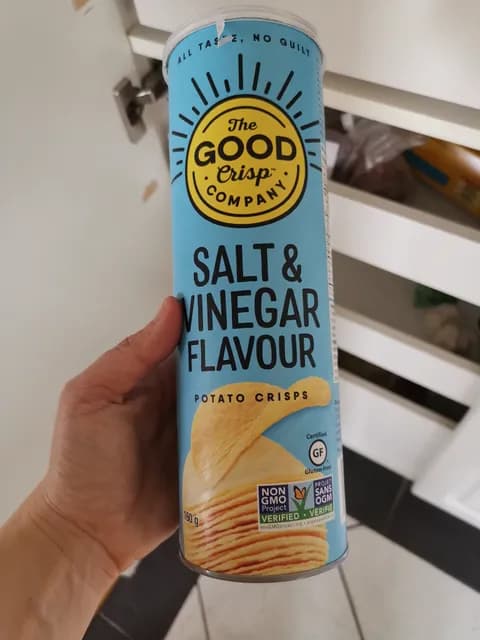 ALL TASTE, NO GUILT
The
GOOD
Crisp™
COMPANY
SALT &
VINEGAR
FLAVOUR
POTATO CRISPS
Certified
GF
Gluten-Free
NON
GMO
Project
PROJET
SANS
OGM
VERIFIED • VÉRIFIÉ
160 g